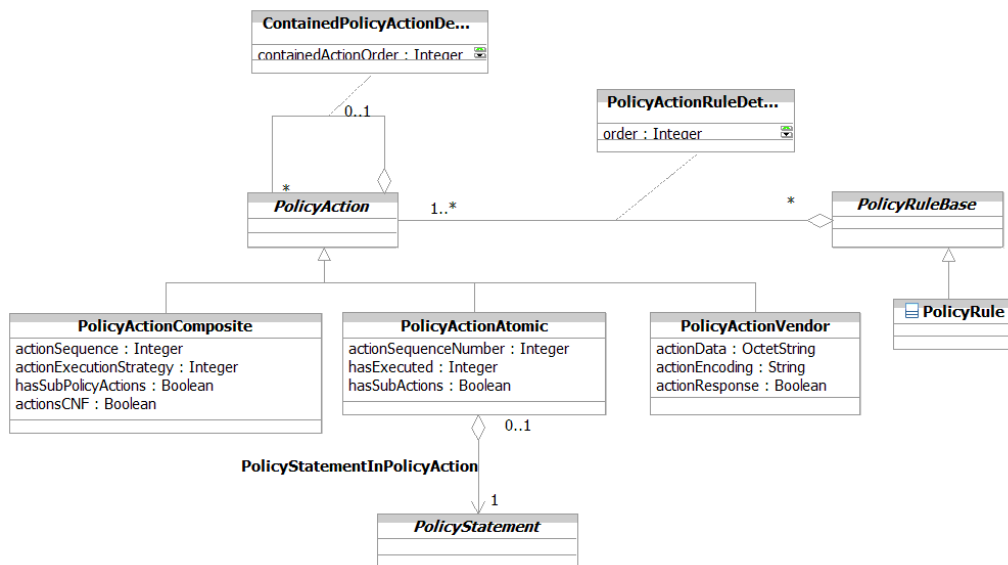 ContainedPolicyActionDe...
containedActionOrder : Integer
PolicyActionRuleDet...
order : Integer
0..1
*
PolicyAction
1..*
*
PolicyRuleBase
PolicyRule
PolicyActionComposite
actionSequence : Integer
actionExecutionStrategy : Integer
hasSubPolicyActions : Boolean
actionsCNF : Boolean
PolicyActionAtomic
actionSequenceNumber : Integer
hasExecuted : Integer
hasSubActions : Boolean
PolicyActionVendor
actionData : OctetString
actionEncoding : String
actionResponse : Boolean
0..1
PolicyStatementInPolicyAction
1
PolicyStatement